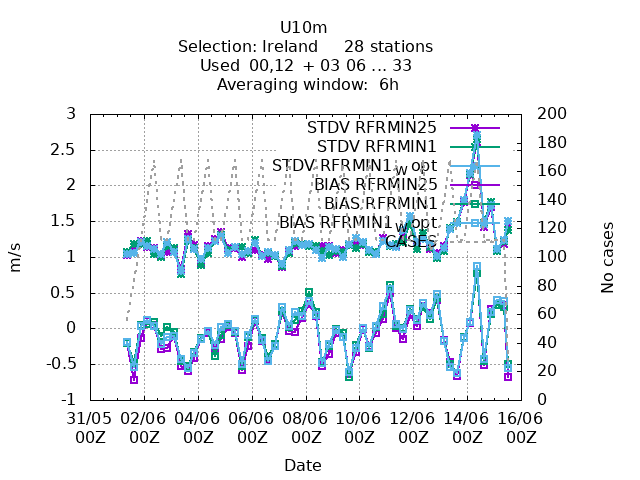 U10m
Selection: Ireland 28 stations
Used 00,12 + 03 06 ... 33
Averaging window: 6h
STDV RFRMIN25
STDV RFRMIN1
STDV RFRMIN1_wopt
BIAS RFRMIN25
BIAS RFRMIN1
BIAS RFRMIN1_wopt
CASES
m/s
3
2.5
2
1.5
1
0.5
0
-0.5
-1
No cases
200
180
160
140
120
100
80
60
40
20
0
31/05 02/06 04/06 06/06 08/06 10/06 12/06 14/06 16/06
00Z 00Z 00Z 00Z 00Z 00Z 00Z 00Z 00Z
Date